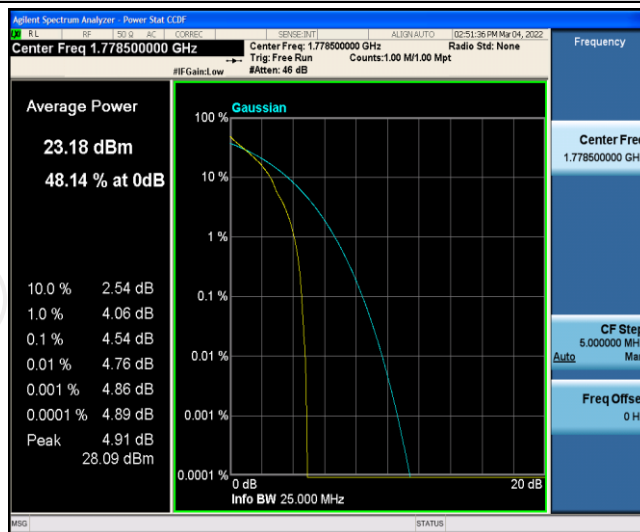 Agilent Spectrum Analyzer - Power Stat CCDF
RL RF 50 Ω AC CORREC SENSE:INT ALIGN AUTO 02:51:36 PM Mar 04, 2022
Center Freq 1.778500000 GHz
Center Freq: 1.778500000 GHz Radio Std: None
Trig: Free Run Counts:1.00 M/1.00 Mpt
#IFGain:Low #Atten: 46 dB
Frequency
Average Power
23.18 dBm
48.14 % at 0dB
10.0 % 2.54 dB
1.0 % 4.06 dB
0.1 % 4.54 dB
0.01 % 4.76 dB
0.001 % 4.86 dB
0.0001 % 4.89 dB
Peak 4.91 dB
28.09 dBm
Gaussian
100 %
10 %
1 %
0.1 %
0.01 %
0.001 %
0.0001 %
0 dB 20 dB
Info BW 25.000 MHz
Center Fre
1.778500000 GH
CF Step
5.000000 MH
Auto Ma
Freq Offse
0 H
MSG STATUS